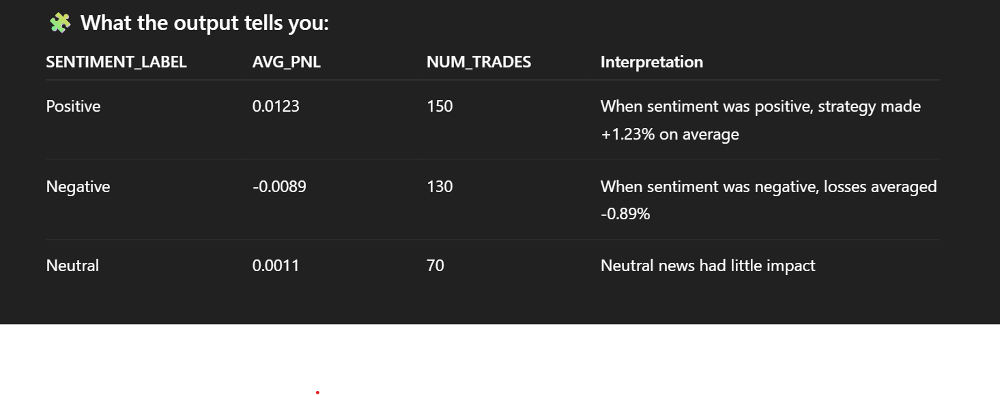 What the output tells you:
SENTIMENT_LABEL AVG_PNL NUM_TRADES Interpretation
Positive 0.0123 150 When sentiment was positive, strategy made
+1.23% on average
Negative -0.0089 130 When sentiment was negative, losses averaged
-0.89%
Neutral 0.0011 70 Neutral news had little impact